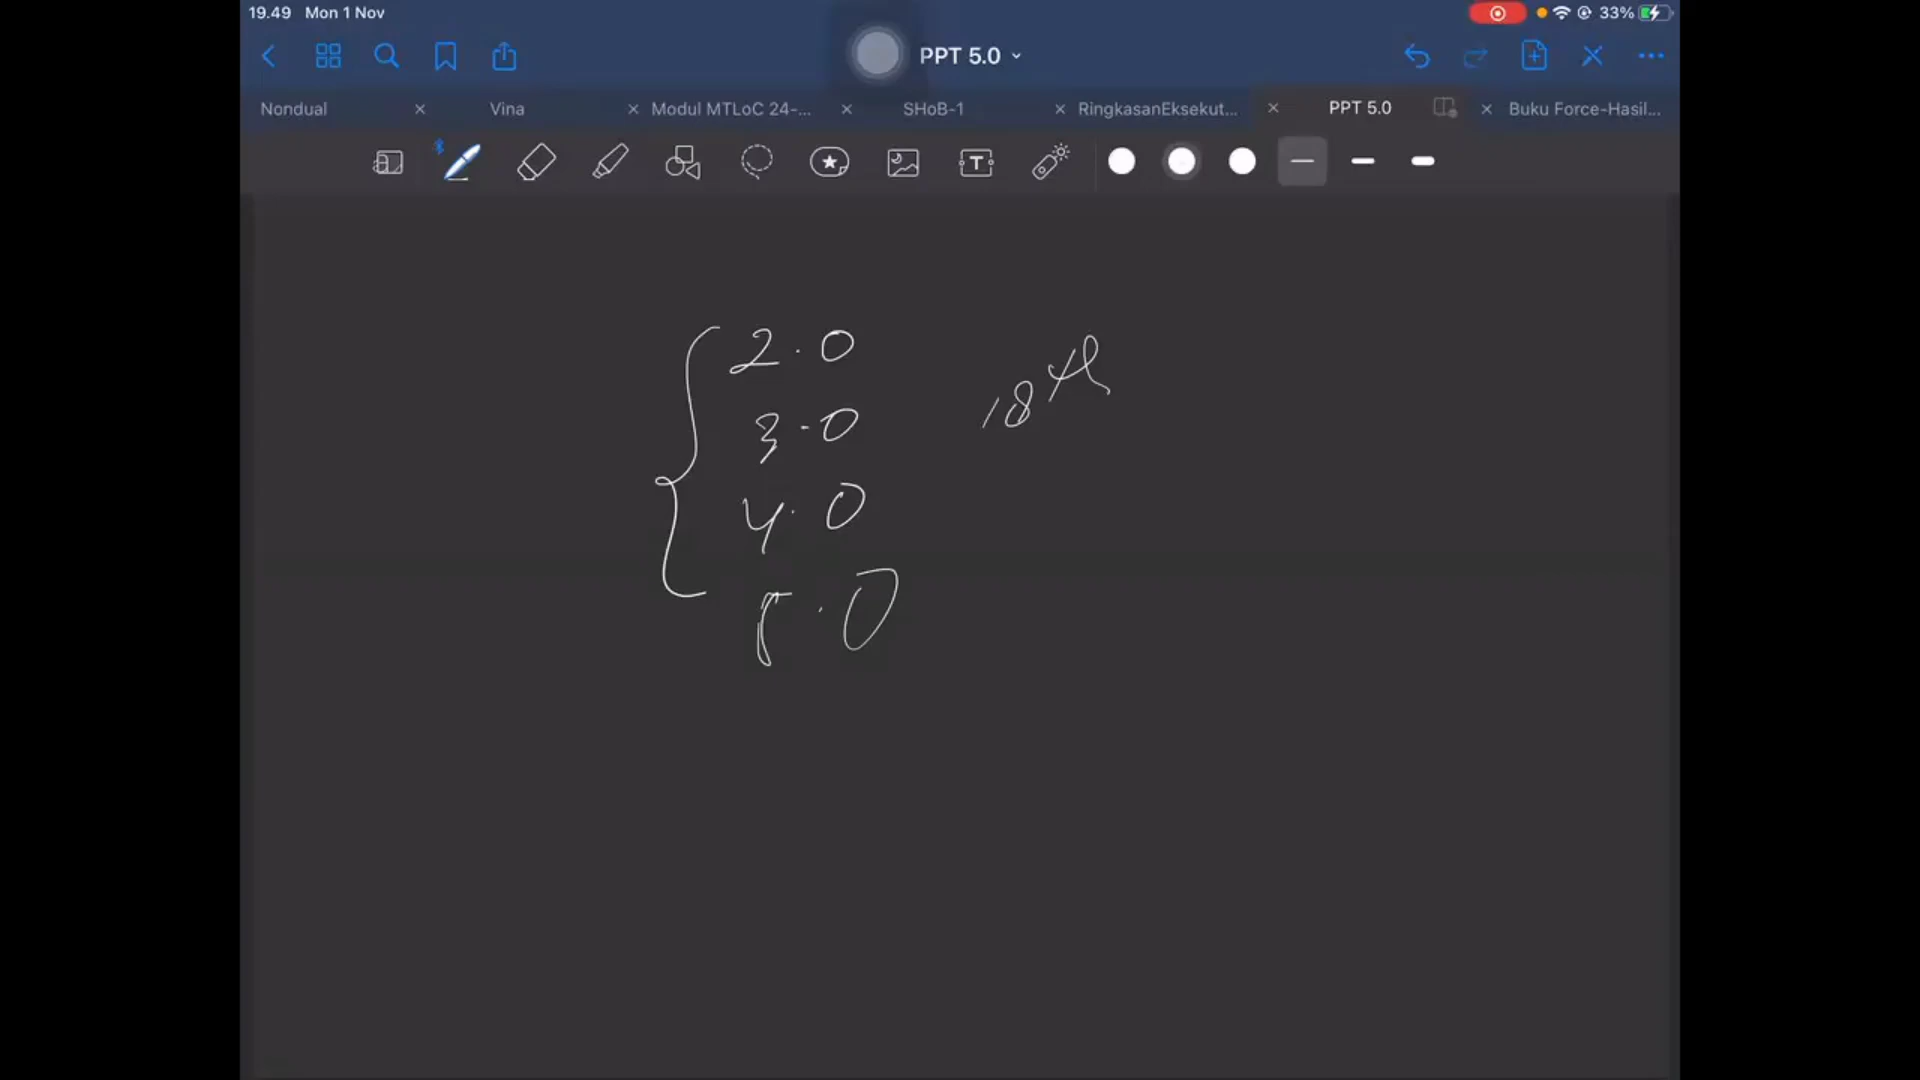 19.49 Mon 1 Nov
33%
PPT 5.0
Nondual
Vina
Modul MTLoC 24-...
SHoB-1
RingkasanEksekut...
PPT 5.0
Buku Force-Hasil...
2.0
18th
3.0
4.0
5.0